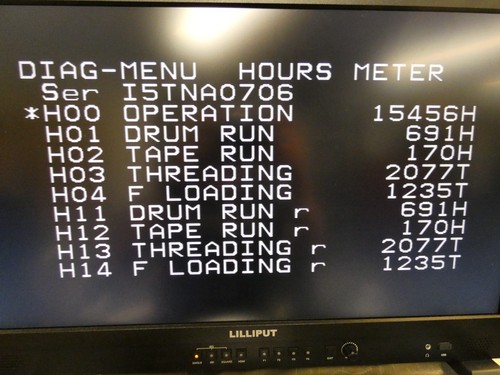 DIAG-MENU HOURS METER
Ser I5TNA0706
*H00 OPERATION 15456H
H01 DRUM RUN 691H
H02 TAPE RUN 170H
H03 THREADING 2077T
H04 F LOADING 1235T
H11 DRUM RUN r 691H
H12 TAPE RUN r 170H
H13 THREADING r 2077T
H14 F LOADING r 1235T
LILLIPUT